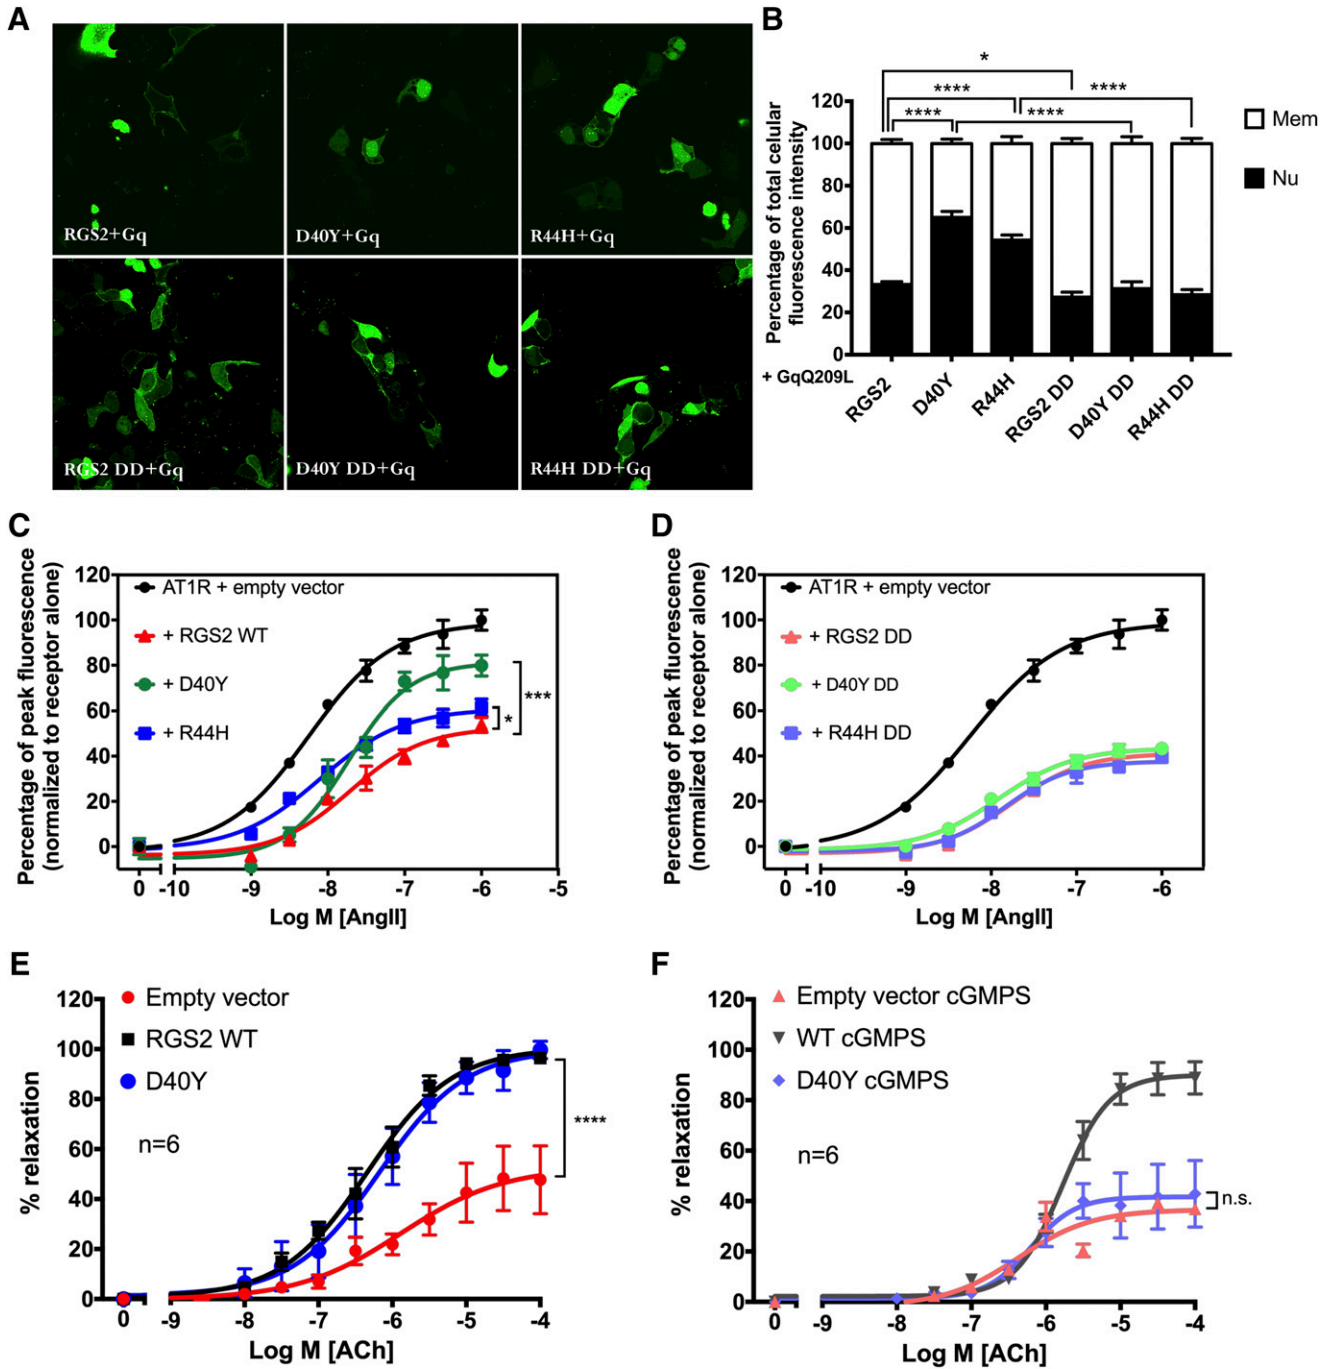 A
RGS2+Gq
D40Y+Gq
R44H+Gq
RGS2 DD+Gq
D40Y DD+Gq
R44H DD+Gq
B
*
**** ****
**** ****
Percentage of total celular
fluorescence intensity
120
100
80
60
40
20
0
Mem
Nu
+ GqQ209L
RGS2
D40Y
R44H
RGS2 DD
D40Y DD
R44H DD
C
Percentage of peak fluorescence
(normalized to receptor alone)
120
100
80
60
40
20
0
AT1R + empty vector
+ RGS2 WT
+ D40Y
+ R44H
***
*
0 -10 -9 -8 -7 -6 -5
Log M [AngII]
D
Percentage of peak fluorescence
(normalized to receptor alone)
120
100
80
60
40
20
0
AT1R + empty vector
+ RGS2 DD
+ D40Y DD
+ R44H DD
0 -10 -9 -8 -7 -6
Log M [AngII]
E
% relaxation
120
100
80
60
40
20
0
Empty vector
RGS2 WT
D40Y
n=6
****
0 -9 -8 -7 -6 -5 -4
Log M [ACh]
F
% relaxation
120
100
80
60
40
20
0
Empty vector cGMPS
WT cGMPS
D40Y cGMPS
n=6
n.s.
0 -9 -8 -7 -6 -5 -4
Log M [ACh]